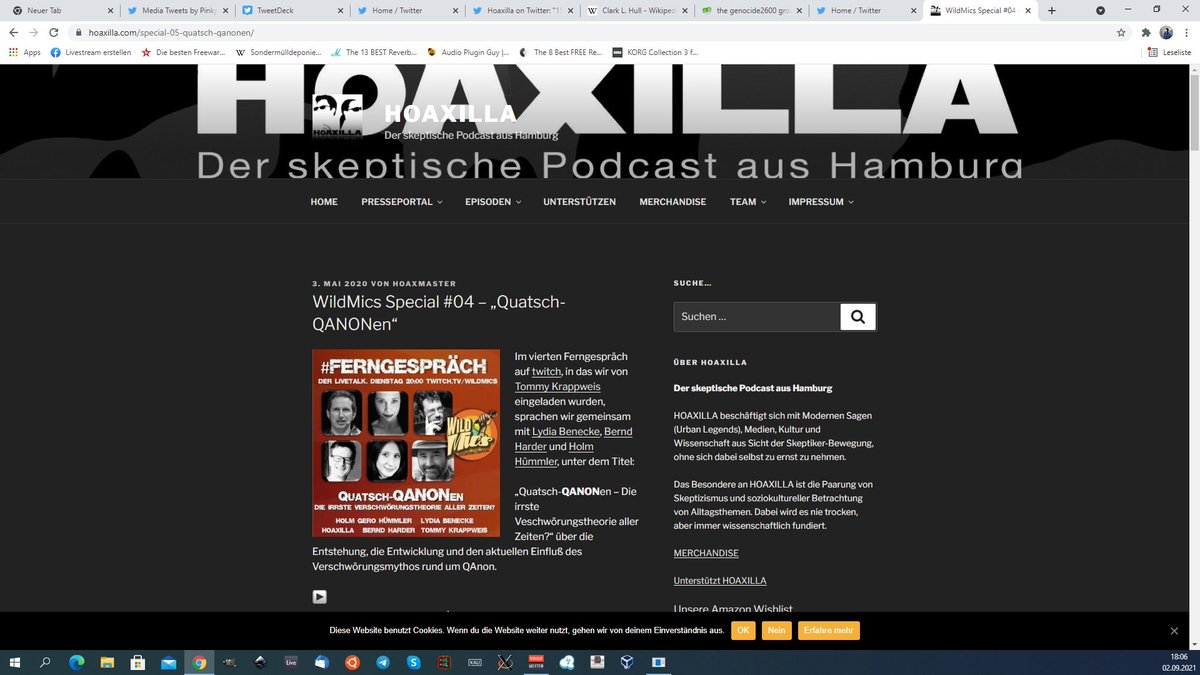 Neuer Tab
Media Tweets by Pink
TweetDeck
Home / Twitter
Hoaxilla on Twitter: "15
Clark L. Hull - Wikiped
the genocide2600 gro
Home / Twitter
WildMics Special #04
hoaxilla.com/special-05-quatsch-qanonen/
Apps
Livestream erstellen
Die besten Freewar...
Sondermülldeponie...
The 13 BEST Reverb...
Audio Plugin Guy |...
The 8 Best FREE Re...
KORG Collection 3 f...
Leseliste
HOAXILLA
Der skeptische Podcast aus Hamburg
HOAXILLA
HOAXILLA
Der skeptische Podcast aus Hamburg
HOME
PRESSEPORTAL
EPISODEN
UNTERSTÜTZEN
MERCHANDISE
TEAM
IMPRESSUM
3. MAI 2020 VON HOAXMASTER
WildMics Special #04 – „Quatsch-
QANONen“
#FERNGESPRÄCH
DER LIVETALK. DIENSTAG 20:00 TWITCH.TV/WILDMICS
WILD
MICS
QUATSCH-QANONEN
DIE IRRSTE VERSCHWÖRUNGSTHEORIE ALLER ZEITEN?
HOLM GERO HÜMMLER LYDIA BENECKE
HOAXILLA BERND HARDER TOMMY KRAPPWEIS
Im vierten Ferngespräch
auf twitch, in das wir von
Tommy Krappweis
eingeladen wurden,
sprachen wir gemeinsam
mit Lydia Benecke, Bernd
Harder und Holm
Hümmler, unter dem Titel:
„Quatsch-QANONen – Die
irrste
Veschwörungstheorie aller
Zeiten?“ über die
Entstehung, die Entwicklung und den aktuellen Einfluß des
Verschwörungsmythos rund um QAnon.
SUCHE…
Suchen …
ÜBER HOAXILLA
Der skeptische Podcast aus Hamburg
HOAXILLA beschäftigt sich mit Modernen Sagen
(Urban Legends), Medien, Kultur und
Wissenschaft aus Sicht der Skeptiker-Bewegung,
ohne sich dabei selbst zu ernst zu nehmen.
Das Besondere an HOAXILLA ist die Paarung von
Skeptizismus und soziokultureller Betrachtung
von Alltagsthemen. Dabei wird es nie trocken,
aber immer wissenschaftlich fundiert.
MERCHANDISE
Unterstützt HOAXILLA
Unsere Amazon Wishlist
Diese Website benutzt Cookies. Wenn du die Website weiter nutzt, gehen wir von deinem Einverständnis aus.
OK
Nein
Erfahre mehr
Live
KALI
18:06
02.09.2021